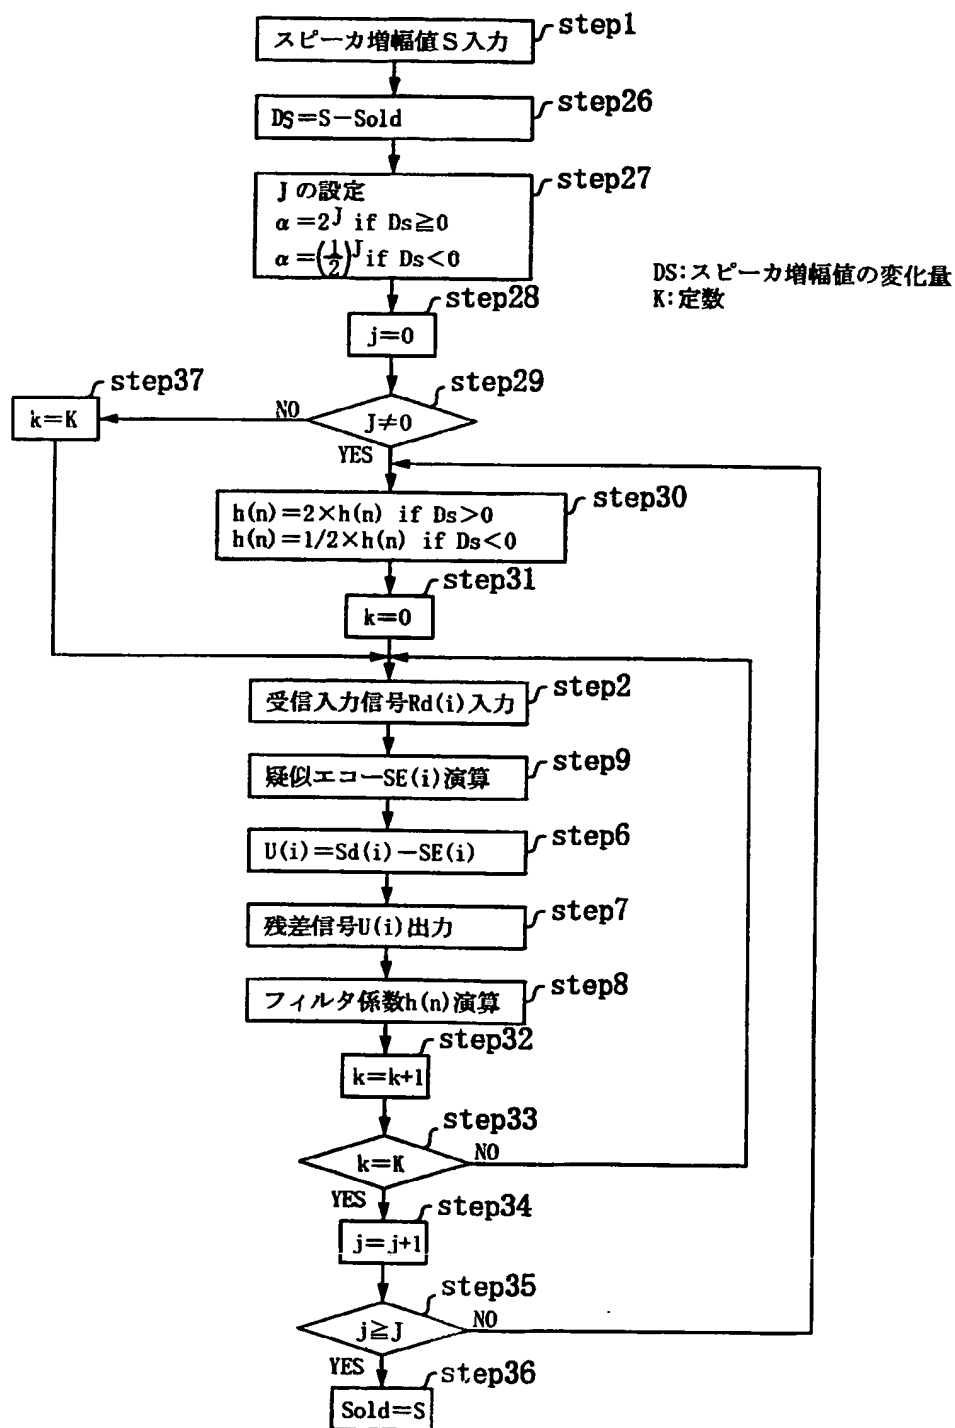 スピーカ増幅値S入力
step1
DS=S−Sold
step26
Jの設定
α=2^J if Ds≧0
α=(1/2)^J if Ds<0
step27
DS:スピーカ増幅値の変化量
K:定数
j=0
step28
J≠0
step29
NO
YES
k=K
step37
h(n)=2×h(n) if Ds>0
h(n)=1/2×h(n) if Ds<0
step30
k=0
step31
受信入力信号Rd(i)入力
step2
疑似エコーSE(i)演算
step9
U(i)=Sd(i)−SE(i)
step6
残差信号U(i)出力
step7
フィルタ係数h(n)演算
step8
k=k+1
step32
k=K
step33
NO
YES
j=j+1
step34
j≧J
step35
NO
YES
Sold=S
step36